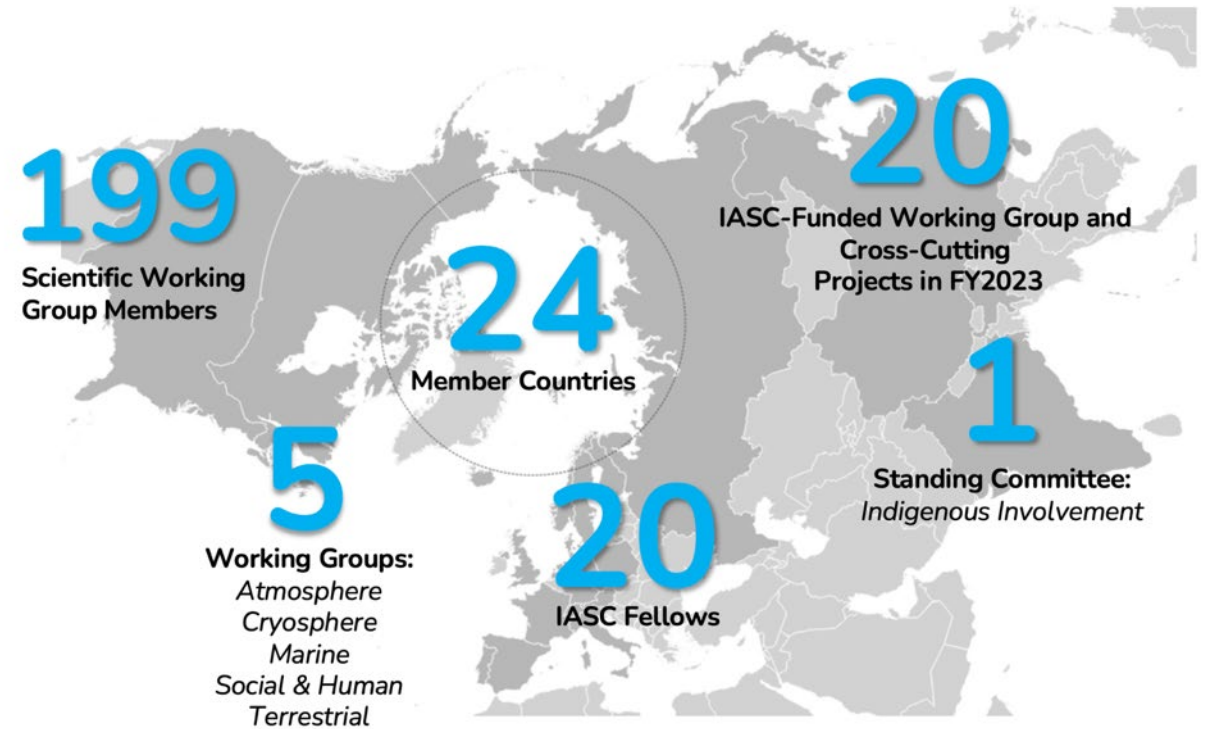 199
Scientific Working
Group Members
24
Member Countries
20
IASC-Funded Working Group and
Cross-Cutting
Projects in FY2023
1
Standing Committee:
Indigenous Involvement
5
Working Groups:
Atmosphere
Cryosphere
Marine
Social & Human
Terrestrial
20
IASC Fellows